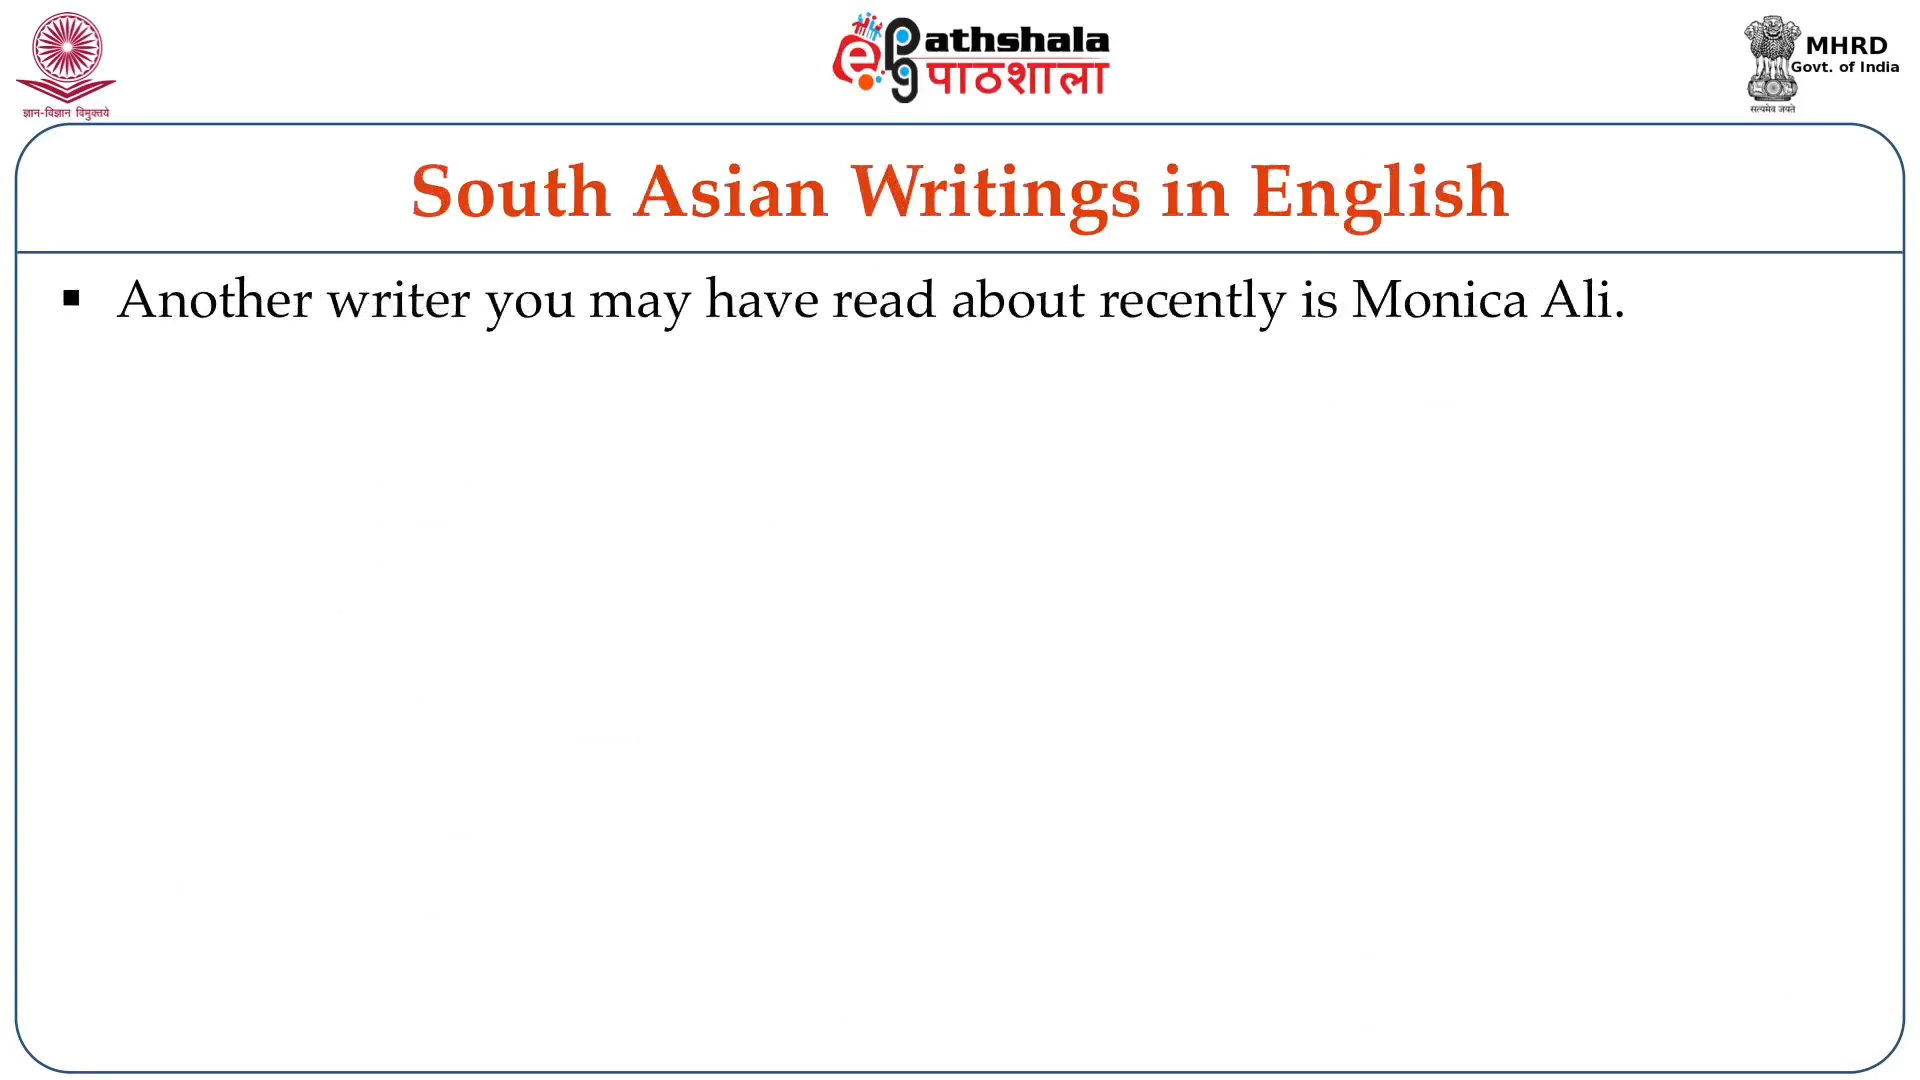 ज्ञान-विज्ञान विमुक्तये
e
PG
athshala
पाठशाला
MHRD
Govt. of India
सत्यमेव जयते
South Asian Writings in English
▪ Another writer you may have read about recently is Monica Ali.